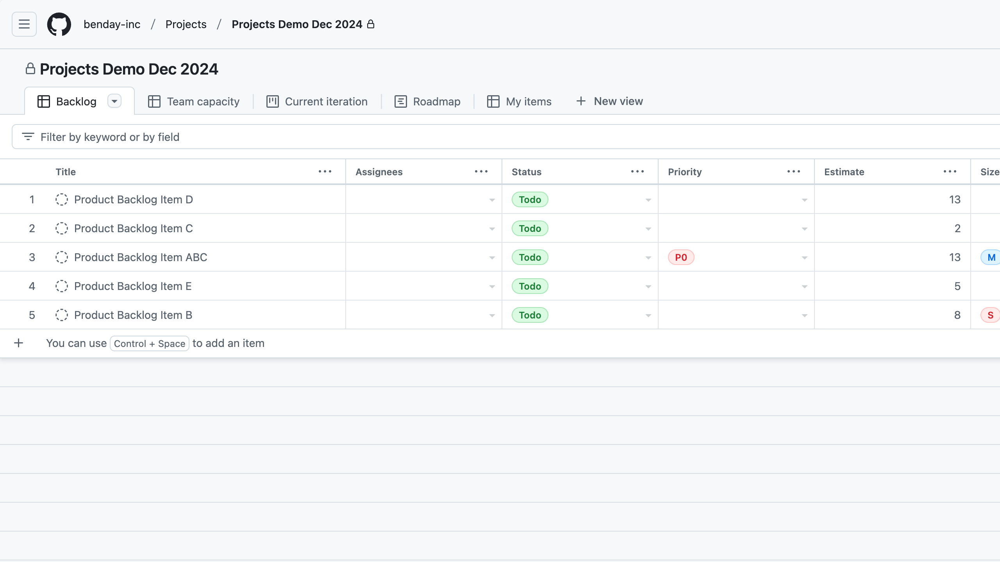 benday-inc / Projects / Projects Demo Dec 2024
Projects Demo Dec 2024
Backlog Team capacity Current iteration Roadmap My items New view
Filter by keyword or by field
Title Assignees Status Priority Estimate Size
1 Product Backlog Item D Todo 13
2 Product Backlog Item C Todo 2
3 Product Backlog Item ABC Todo P0 13 M
4 Product Backlog Item E Todo 5
5 Product Backlog Item B Todo 8 S
You can use Control + Space to add an item